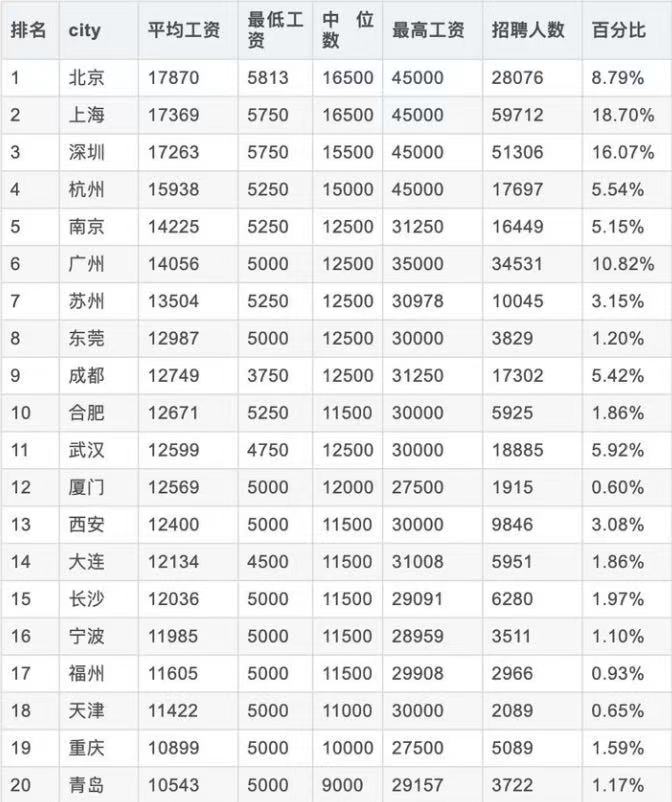 排名 city 平均工资 最低工资 中位数 最高工资 招聘人数 百分比
1 北京 17870 5813 16500 45000 28076 8.79%
2 上海 17369 5750 16500 45000 59712 18.70%
3 深圳 17263 5750 15500 45000 51306 16.07%
4 杭州 15938 5250 15000 45000 17697 5.54%
5 南京 14225 5250 12500 31250 16449 5.15%
6 广州 14056 5000 12500 35000 34531 10.82%
7 苏州 13504 5250 12500 30978 10045 3.15%
8 东莞 12987 5000 12500 30000 3829 1.20%
9 成都 12749 3750 12500 31250 17302 5.42%
10 合肥 12671 5250 11500 30000 5925 1.86%
11 武汉 12599 4750 12500 30000 18885 5.92%
12 厦门 12569 5000 12000 27500 1915 0.60%
13 西安 12400 5000 11500 30000 9846 3.08%
14 大连 12134 4500 11500 31008 5951 1.86%
15 长沙 12036 5000 11500 29091 6280 1.97%
16 宁波 11985 5000 11500 28959 3511 1.10%
17 福州 11605 5000 11500 29908 2966 0.93%
18 天津 11422 5000 11000 30000 2089 0.65%
19 重庆 10899 5000 10000 27500 5089 1.59%
20 青岛 10543 5000 9000 29157 3722 1.17%